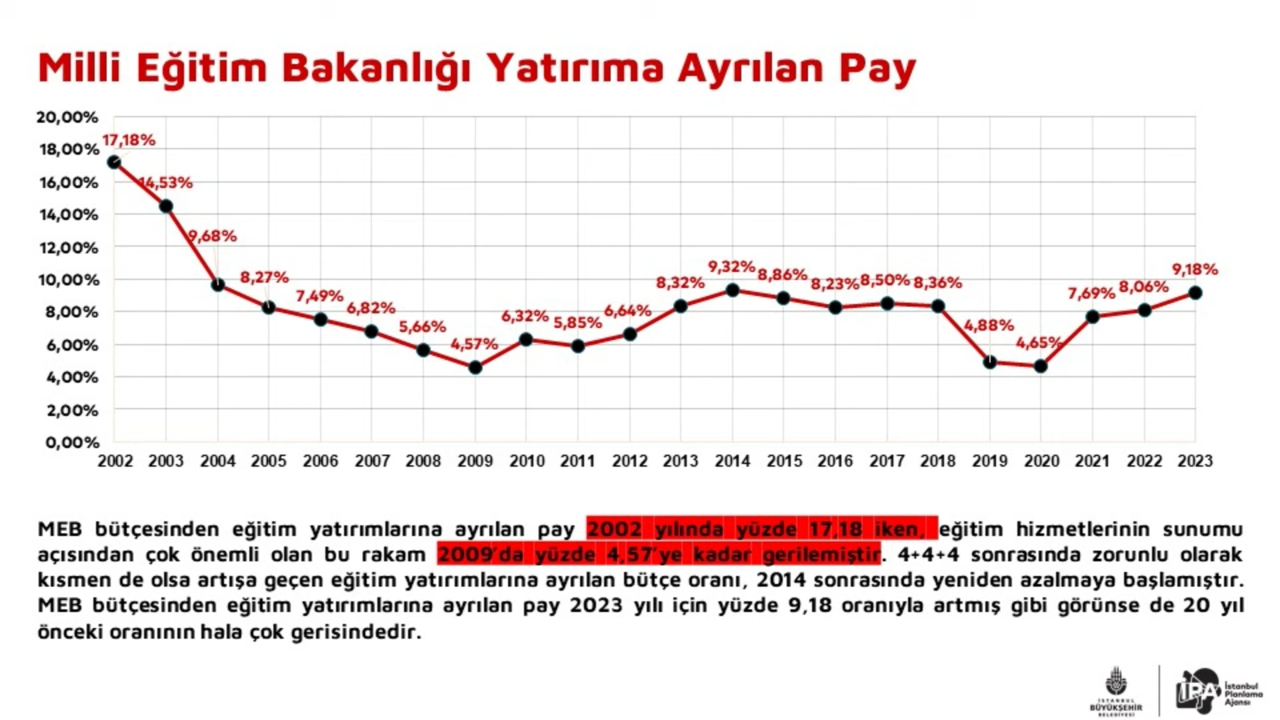 Milli Eğitim Bakanlığı Yatırıma Ayrılan Pay
20,00%
18,00%
16,00%
14,00%
12,00%
10,00%
8,00%
6,00%
4,00%
2,00%
0,00%
17,18%
14,53%
9,68%
8,27%
7,49%
6,82%
5,66%
4,57%
6,32%
5,85%
6,64%
8,32%
9,32%
8,86%
8,23%
8,50%
8,36%
4,88%
4,65%
7,69%
8,06%
9,18%
2002 2003 2004 2005 2006 2007 2008 2009 2010 2011 2012 2013 2014 2015 2016 2017 2018 2019 2020 2021 2022 2023
MEB bütçesinden eğitim yatırımlarına ayrılan pay 2002 yılında yüzde 17,18 iken, eğitim hizmetlerinin sunumu
açısından çok önemli olan bu rakam 2009'da yüzde 4,57'ye kadar gerilemiştir. 4+4+4 sonrasında zorunlu olarak
kısmen de olsa artışa geçen eğitim yatırımlarına ayrılan bütçe oranı, 2014 sonrasında yeniden azalmaya başlamıştır.
MEB bütçesinden eğitim yatırımlarına ayrılan pay 2023 yılı için yüzde 9,18 oranıyla artmış gibi görünse de 20 yıl
önceki oranının hala çok gerisindedir.
İSTANBUL
BÜYÜKŞEHİR
BELEDİYESİ
İPA
İstanbul
Planlama
Ajansı